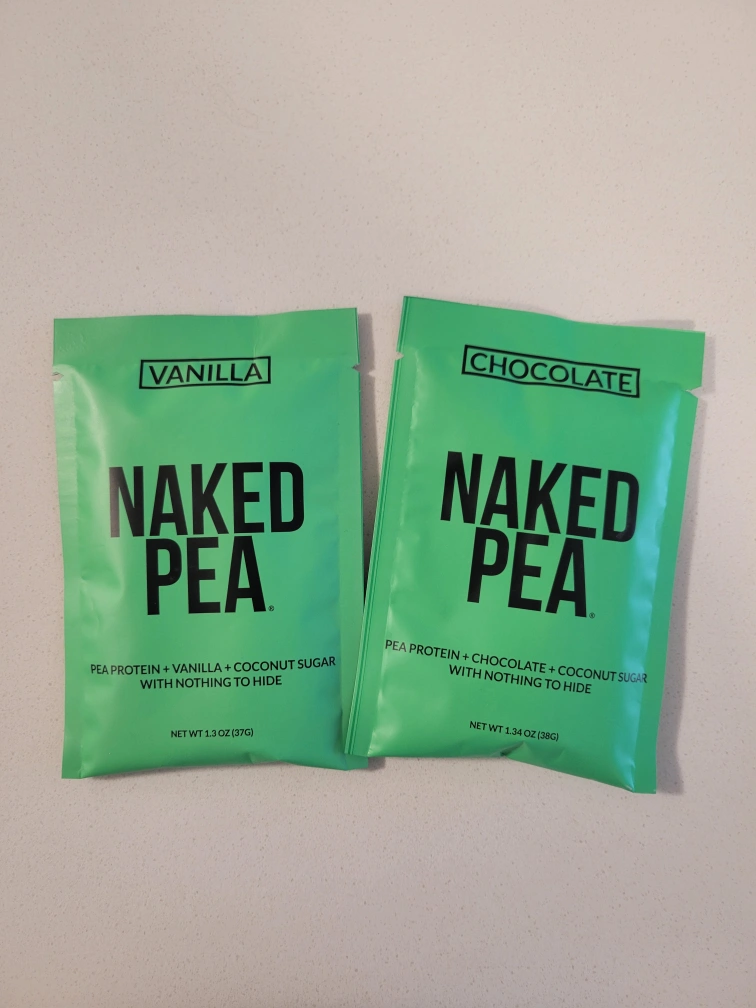 VANILLA
NAKED
PEA®
PEA PROTEIN + VANILLA + COCONUT SUGAR
WITH NOTHING TO HIDE
NET WT 1.3 OZ (37G)
CHOCOLATE
NAKED
PEA®
PEA PROTEIN + CHOCOLATE + COCONUT SUGAR
WITH NOTHING TO HIDE
NET WT 1.34 OZ (38G)